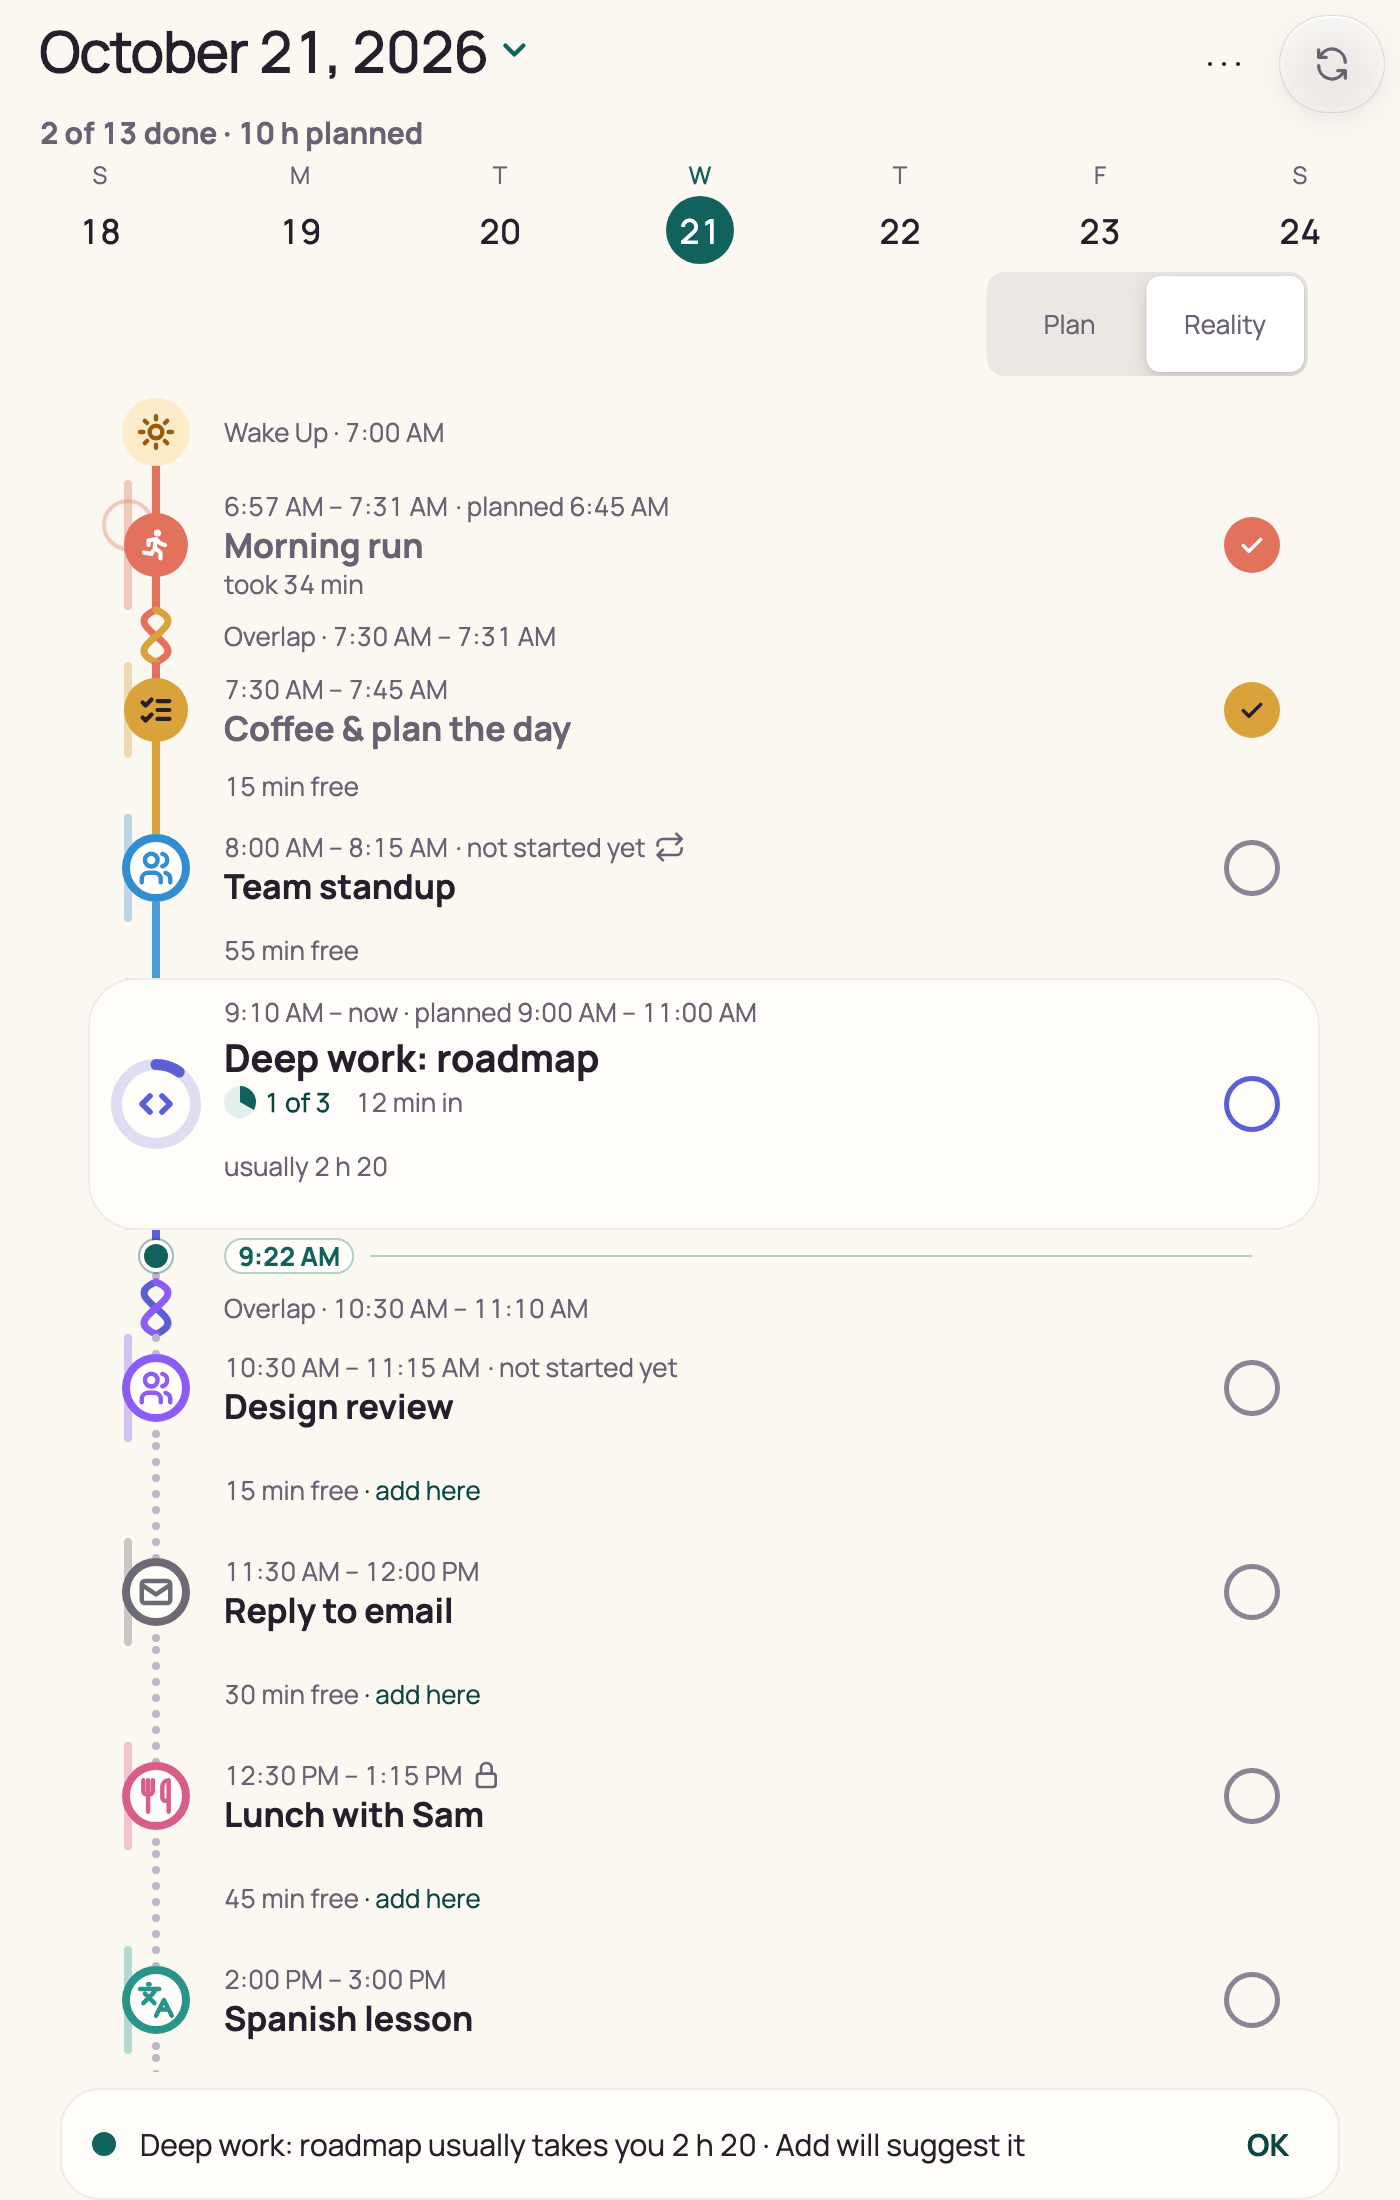 October 21, 2026
...
2 of 13 done · 10 h planned
S M T W T F S
18 19 20 21 22 23 24
Plan Reality
Wake Up · 7:00 AM
6:57 AM – 7:31 AM · planned 6:45 AM
Morning run
took 34 min
Overlap · 7:30 AM – 7:31 AM
7:30 AM – 7:45 AM
Coffee & plan the day
15 min free
8:00 AM – 8:15 AM · not started yet
Team standup
55 min free
9:10 AM – now · planned 9:00 AM – 11:00 AM
Deep work: roadmap
1 of 3 12 min in
usually 2 h 20
9:22 AM
Overlap · 10:30 AM – 11:10 AM
10:30 AM – 11:15 AM · not started yet
Design review
15 min free · add here
11:30 AM – 12:00 PM
Reply to email
30 min free · add here
12:30 PM – 1:15 PM
Lunch with Sam
45 min free · add here
2:00 PM – 3:00 PM
Spanish lesson
Deep work: roadmap usually takes you 2 h 20 · Add will suggest it OK